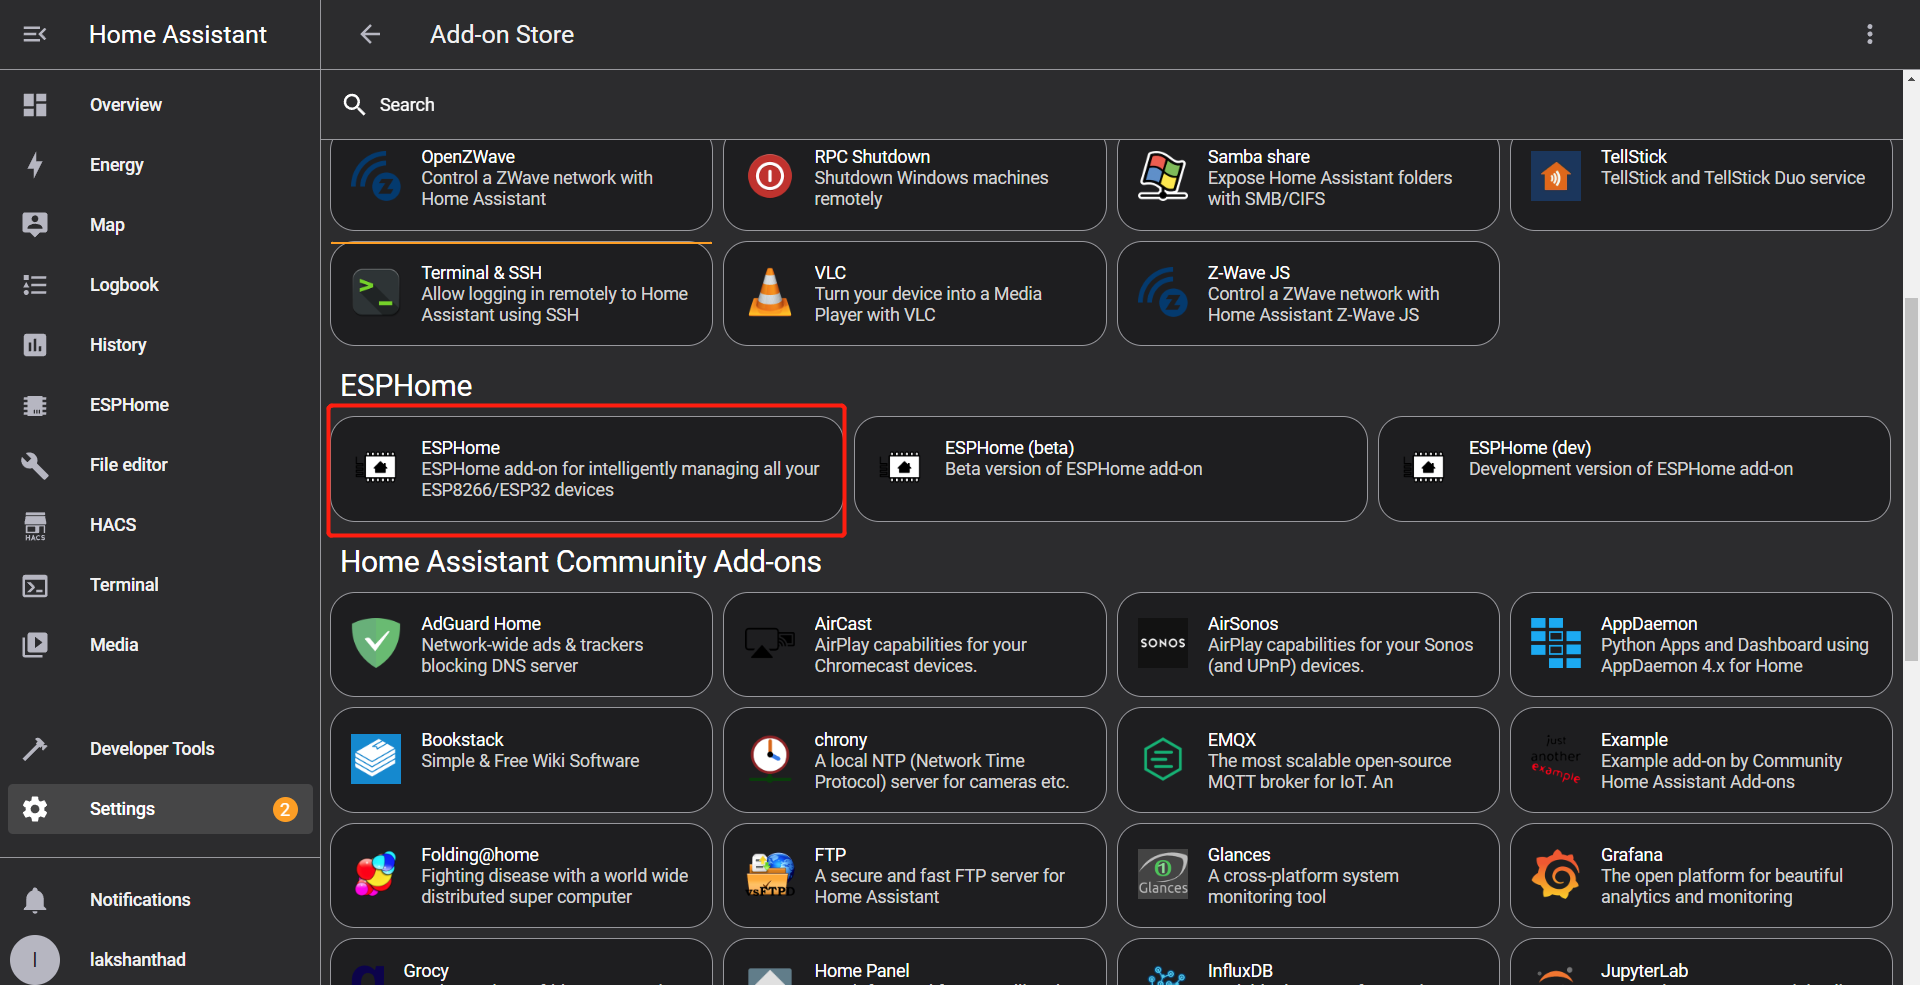 Home Assistant
Add-on Store
Overview
Energy
Map
Logbook
History
ESPHome
File editor
HACS
HACS
Terminal
Media
Developer Tools
Settings
2
Notifications
l
lakshanthad
Search
OpenZWave
Control a ZWave network with
Home Assistant
RPC Shutdown
Shutdown Windows machines
remotely
Samba share
Expose Home Assistant folders
with SMB/CIFS
TellStick
TellStick and TellStick Duo service
Terminal & SSH
Allow logging in remotely to Home
Assistant using SSH
VLC
Turn your device into a Media
Player with VLC
Z-Wave JS
Control a ZWave network with
Home Assistant Z-Wave JS
ESPHome
ESPHome
ESPHome add-on for intelligently managing all your
ESP8266/ESP32 devices
ESPHome (beta)
Beta version of ESPHome add-on
ESPHome (dev)
Development version of ESPHome add-on
Home Assistant Community Add-ons
AdGuard Home
Network-wide ads & trackers
blocking DNS server
AirCast
AirPlay capabilities for your
Chromecast devices.
SONOS
AirSonos
AirPlay capabilities for your Sonos
(and UPnP) devices.
AppDaemon
Python Apps and Dashboard using
AppDaemon 4.x for Home
Bookstack
Simple & Free Wiki Software
chrony
A local NTP (Network Time
Protocol) server for cameras etc.
EMQX
The most scalable open-source
MQTT broker for IoT. An
just
another
example
Example
Example add-on by Community
Home Assistant Add-ons
Folding@home
Fighting disease with a world wide
distributed super computer
vsFTPD
FTP
A secure and fast FTP server for
Home Assistant
Glances
Glances
A cross-platform system
monitoring tool
Grafana
The open platform for beautiful
analytics and monitoring
Grocy
Home Panel
InfluxDB
JupyterLab